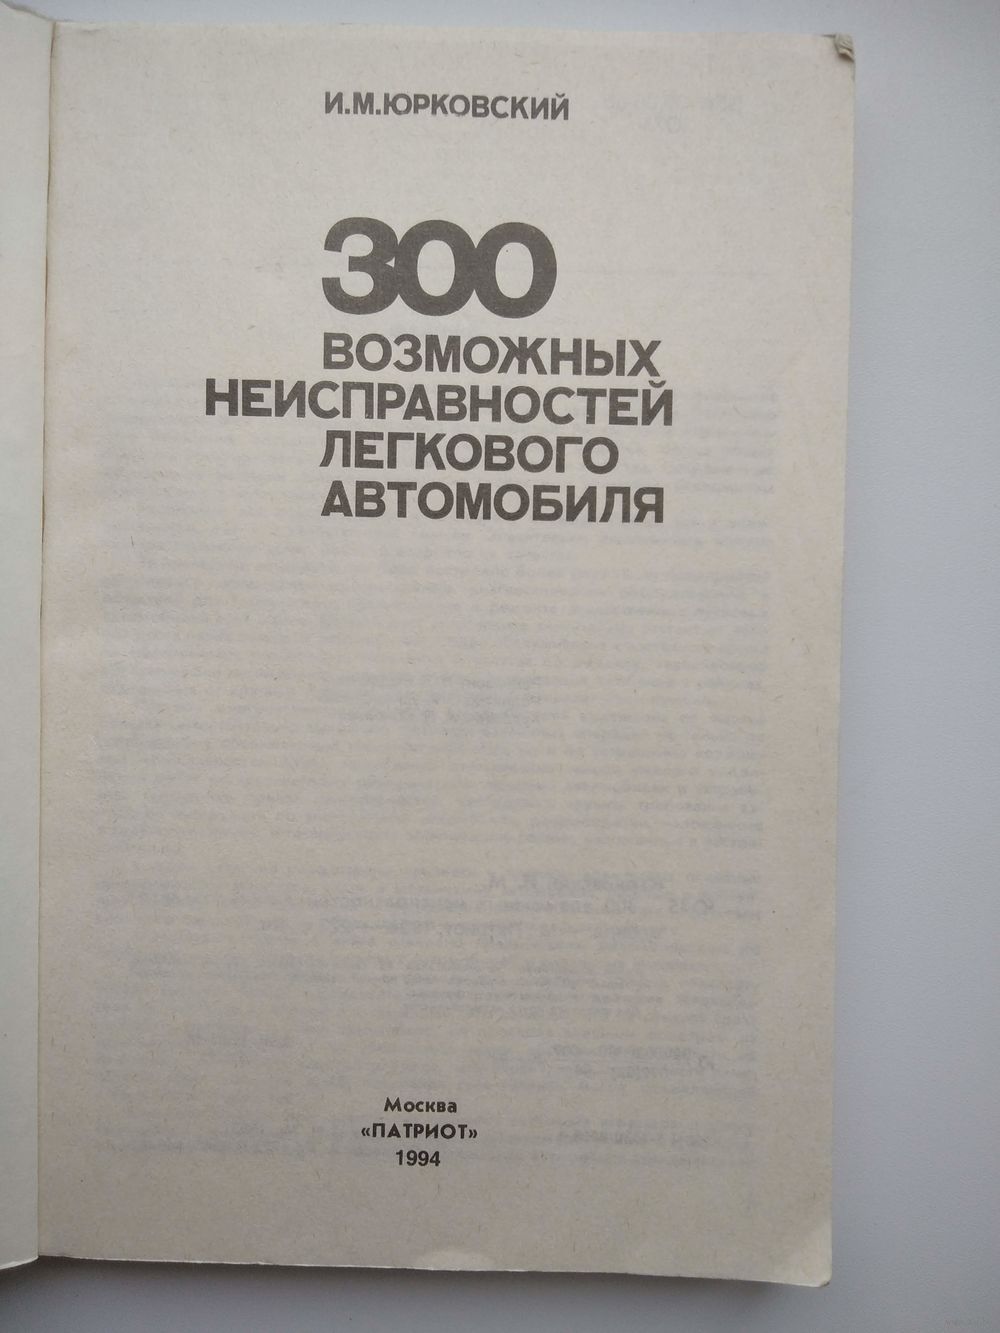 И.М.ЮРКОВСКИЙ
300
ВОЗМОЖНЫХ
НЕИСПРАВНОСТЕЙ
ЛЕГКОВОГО
АВТОМОБИЛЯ
Москва
«ПАТРИОТ»
1994